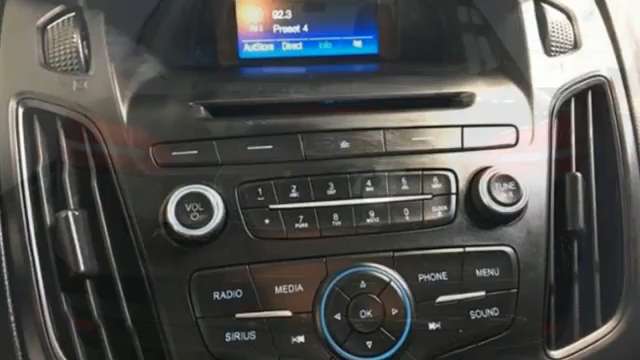 92.3
Preset 4
AutoStore Direct Info
VOL
TUNE
1 2 3 4 5 6
* 7 8 9 0
CLOCK
RADIO MEDIA PHONE MENU
OK
SIRIUS SOUND